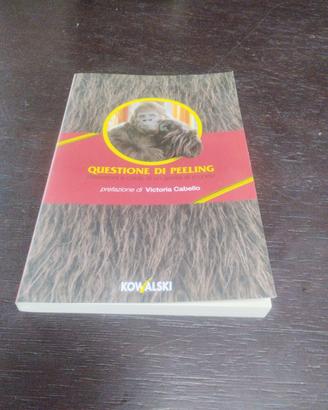 QUESTIONE DI PEELING
prefazione di Victoria Cabello
KOWALSKI